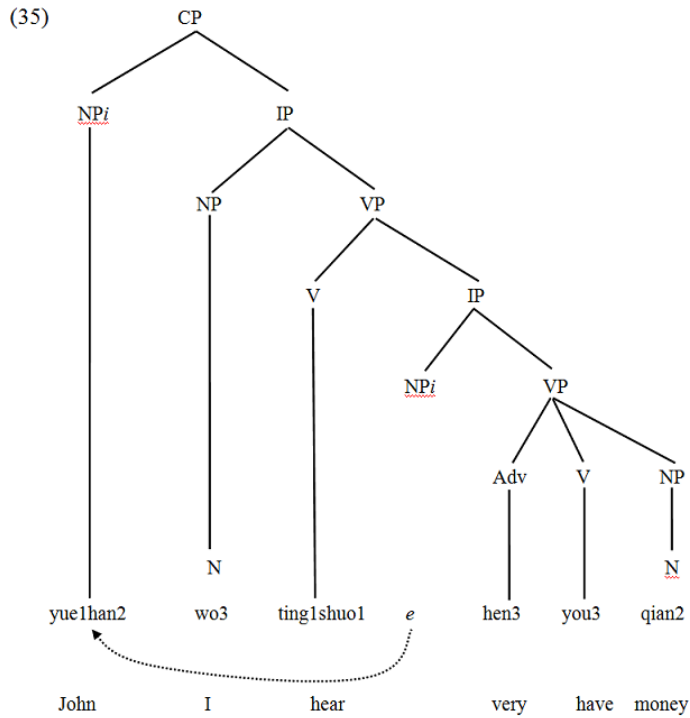 (35)
CP
NPi IP
NP VP
V IP
NPi VP
Adv V NP
N N
yue1han2 wo3 ting1shuo1 e hen3 you3 qian2
John I hear very have money